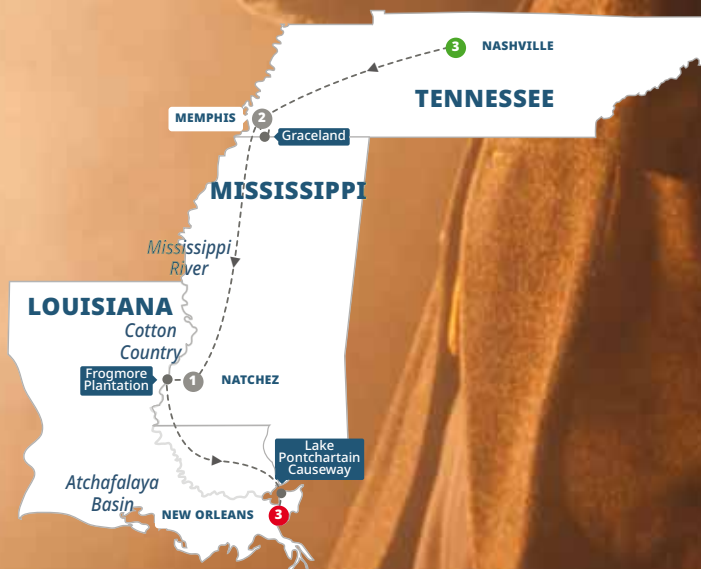 3
NASHVILLE
TENNESSEE
MEMPHIS
2
Graceland
MISSISSIPPI
Mississippi
River
LOUISIANA
Cotton
Country
Frogmore
Plantation
1
NATCHEZ
Lake
Pontchartain
Causeway
Atchafalaya
Basin
NEW ORLEANS
3